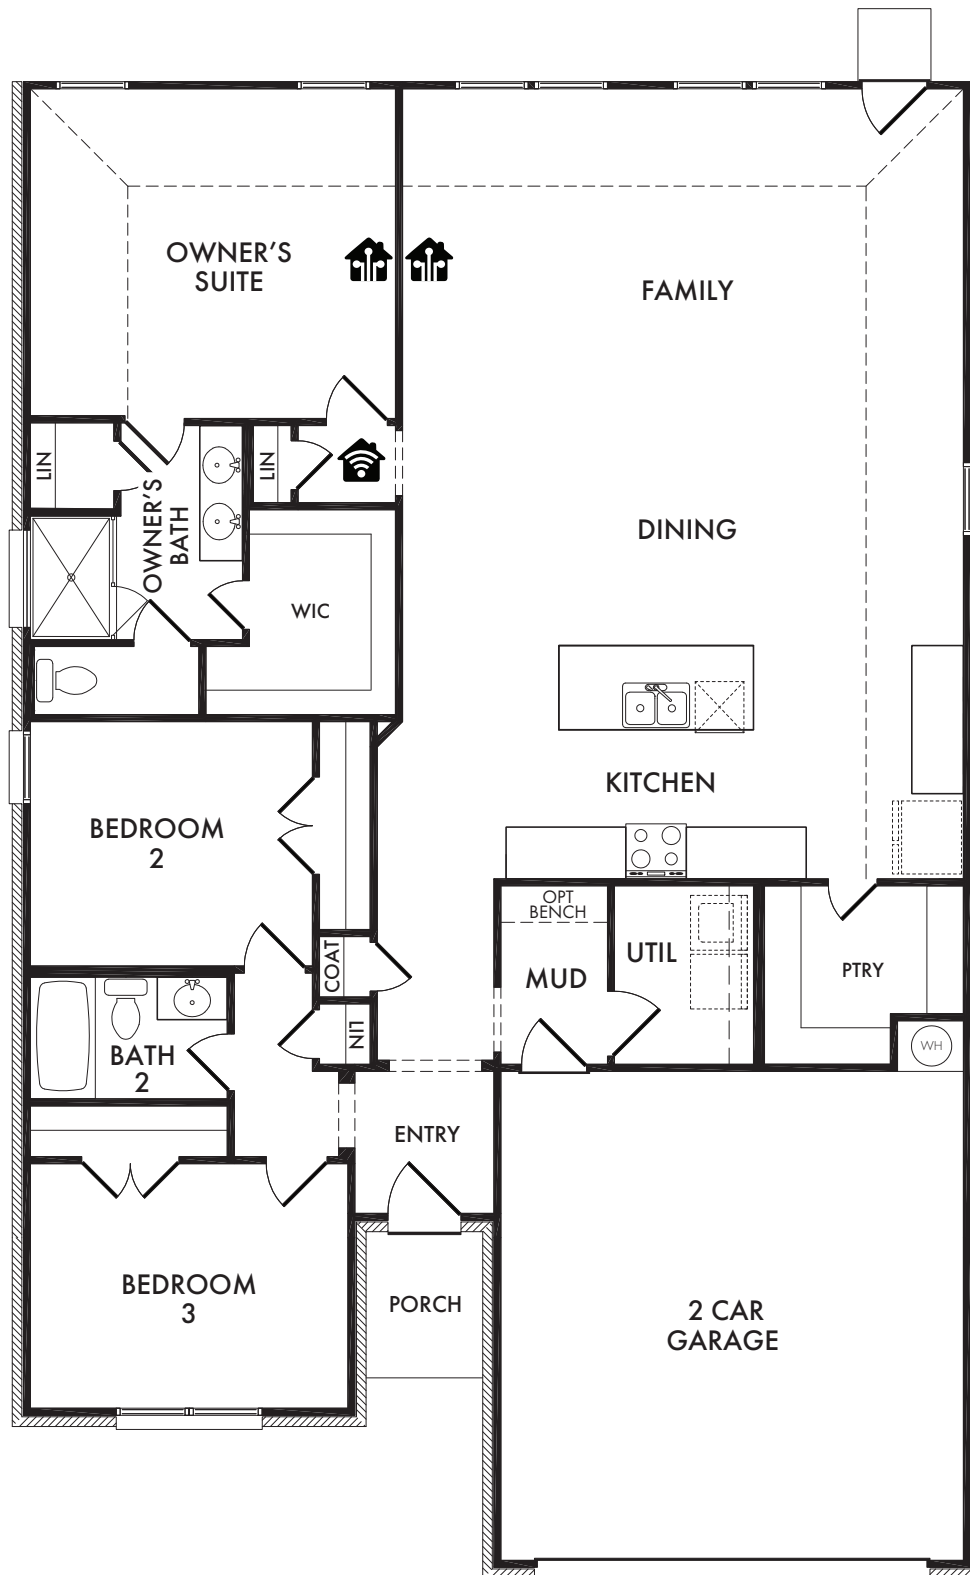 OWNER'S
SUITE
FAMILY
LIN
LIN
OWNER'S
BATH
DINING
WIC
KITCHEN
BEDROOM
2
OPT
BENCH
UTIL
COAT
MUD
PTRY
LIN
WH
BATH
2
ENTRY
BEDROOM
3
PORCH
2 CAR
GARAGE